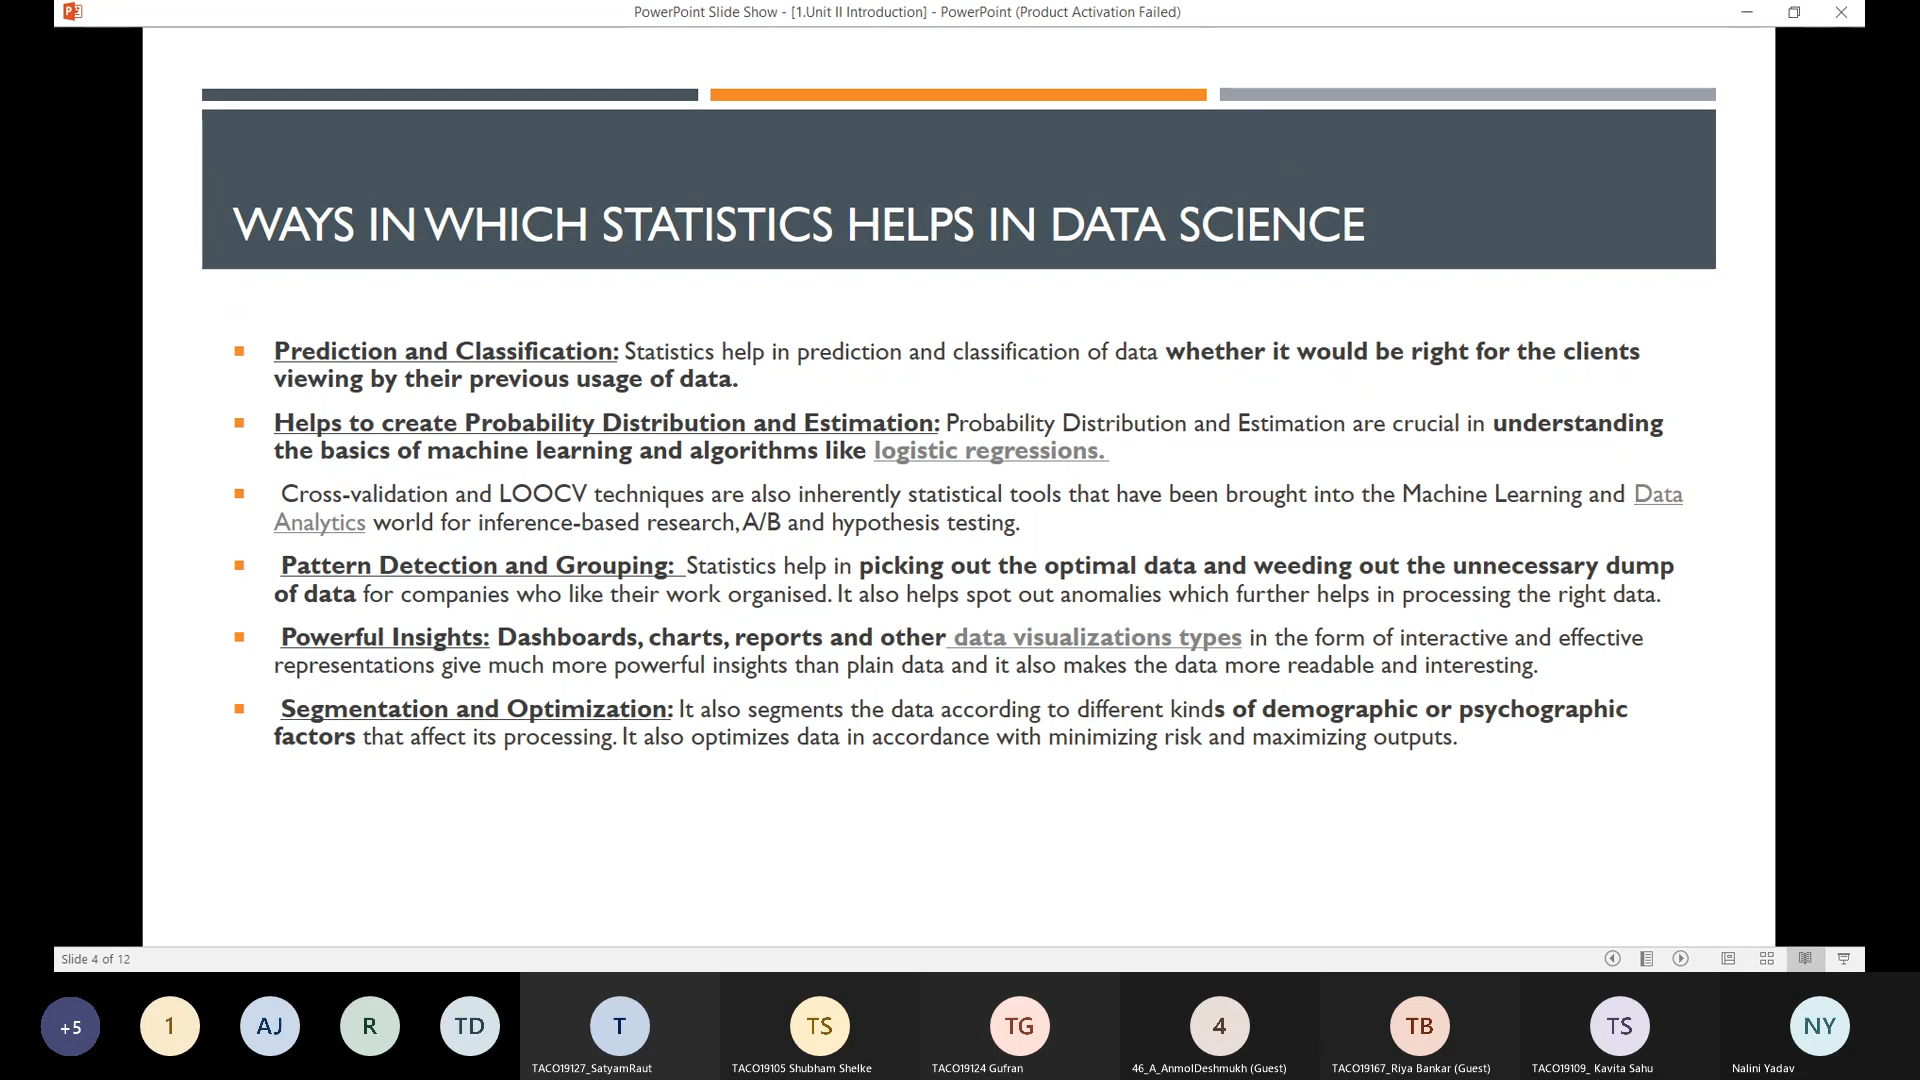 PowerPoint Slide Show - [1.Unit II Introduction] - PowerPoint (Product Activation Failed)
WAYS IN WHICH STATISTICS HELPS IN DATA SCIENCE
Prediction and Classification: Statistics help in prediction and classification of data whether it would be right for the clients
viewing by their previous usage of data.
Helps to create Probability Distribution and Estimation: Probability Distribution and Estimation are crucial in understanding
the basics of machine learning and algorithms like logistic regressions.
Cross-validation and LOOCV techniques are also inherently statistical tools that have been brought into the Machine Learning and Data
Analytics world for inference-based research, A/B and hypothesis testing.
Pattern Detection and Grouping: Statistics help in picking out the optimal data and weeding out the unnecessary dump
of data for companies who like their work organised. It also helps spot out anomalies which further helps in processing the right data.
Powerful Insights: Dashboards, charts, reports and other data visualizations types in the form of interactive and effective
representations give much more powerful insights than plain data and it also makes the data more readable and interesting.
Segmentation and Optimization: It also segments the data according to different kinds of demographic or psychographic
factors that affect its processing. It also optimizes data in accordance with minimizing risk and maximizing outputs.
Slide 4 of 12
+5 1 AJ R TD T TS TG 4 TB TS NY
TACO19127_SatyamRaut TACO19105 Shubham Shelke TACO19124 Gufran 46_A_AnmolDeshmukh (Guest) TACO19167_Riya Bankar (Guest) TACO19109_ Kavita Sahu Nalini Yadav